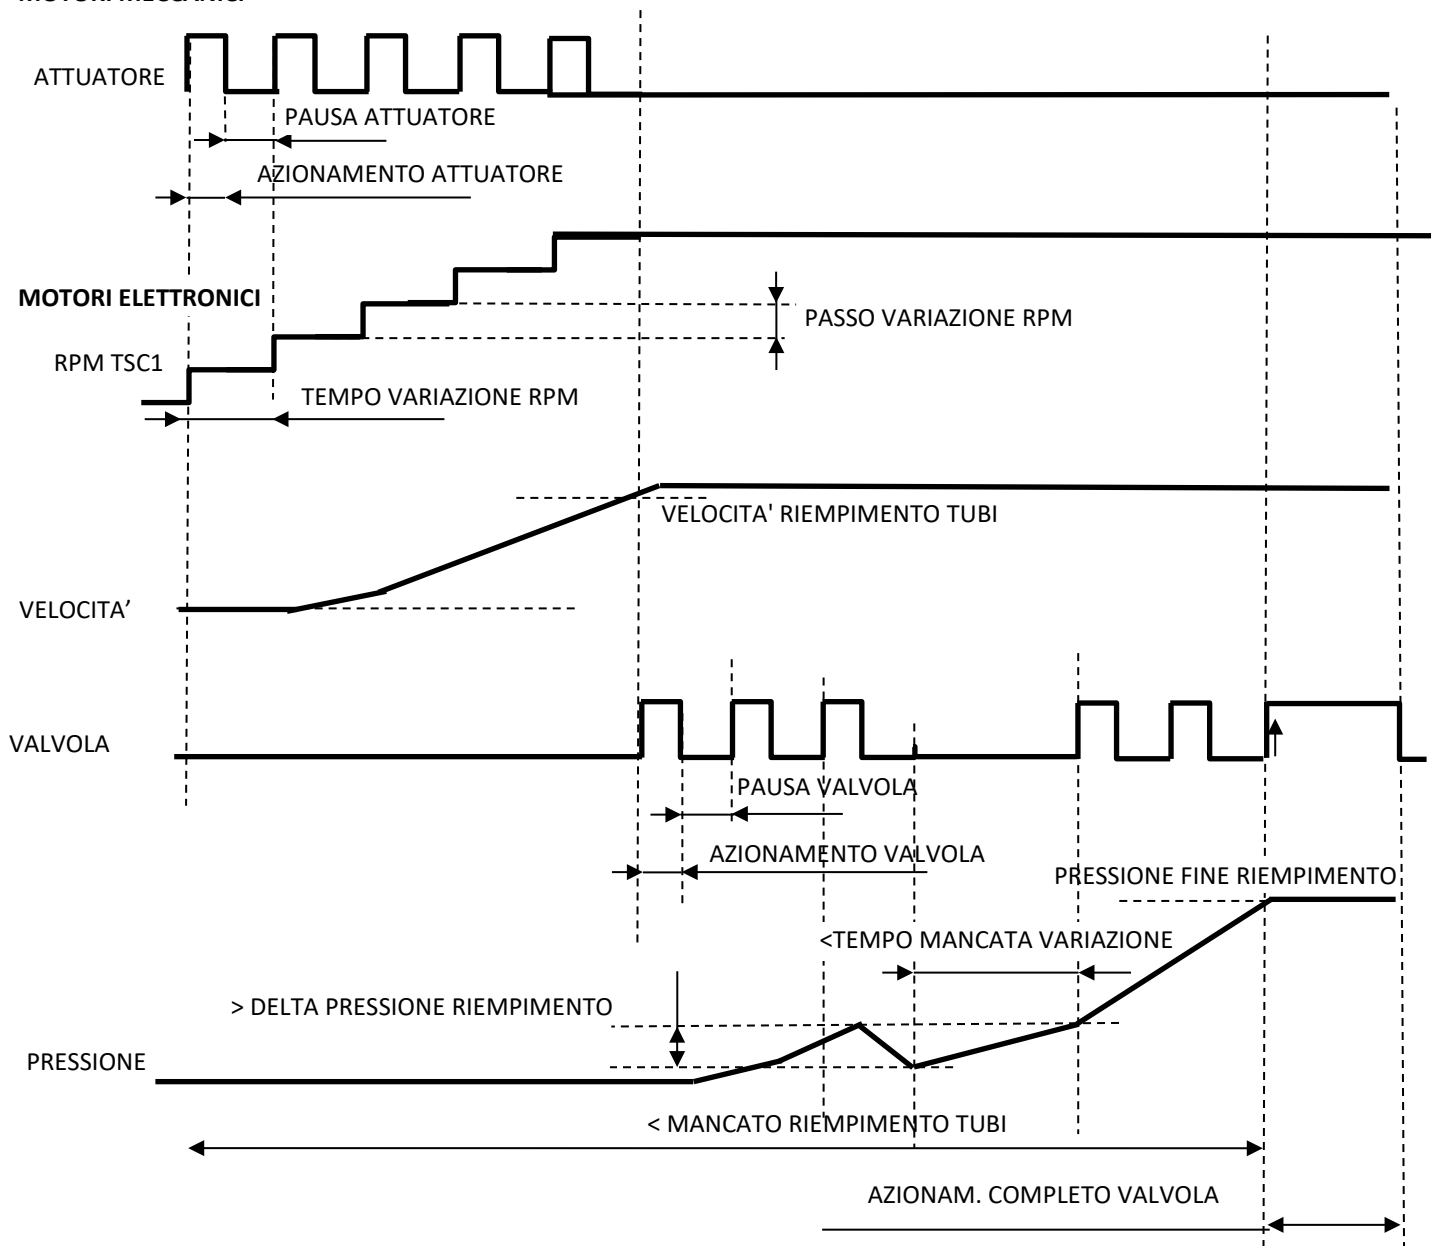 ATTUATORE
PAUSA ATTUATORE
AZIONAMENTO ATTUATORE
MOTORI ELETTRONICI
PASSO VARIAZIONE RPM
RPM TSC1
TEMPO VARIAZIONE RPM
VELOCITA' RIEMPIMENTO TUBI
VELOCITA’
VALVOLA
PAUSA VALVOLA
AZIONAMENTO VALVOLA
PRESSIONE FINE RIEMPIMENTO
<TEMPO MANCATA VARIAZIONE
> DELTA PRESSIONE RIEMPIMENTO
PRESSIONE
< MANCATO RIEMPIMENTO TUBI
AZIONAM. COMPLETO VALVOLA